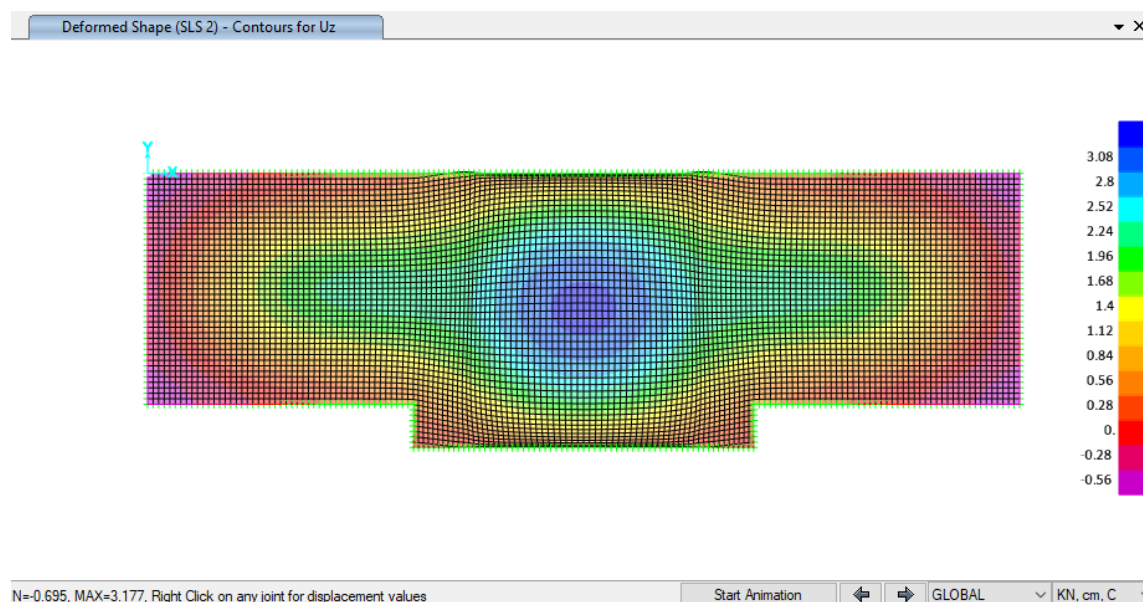 Deformed Shape (SLS 2) - Contours for Uz
Y
X
3.08
2.8
2.52
2.24
1.96
1.68
1.4
1.12
0.84
0.56
0.28
0.
-0.28
-0.56
N=-0.695, MAX=3.177, Right Click on any joint for displacement values
Start Animation
GLOBAL
KN, cm, C